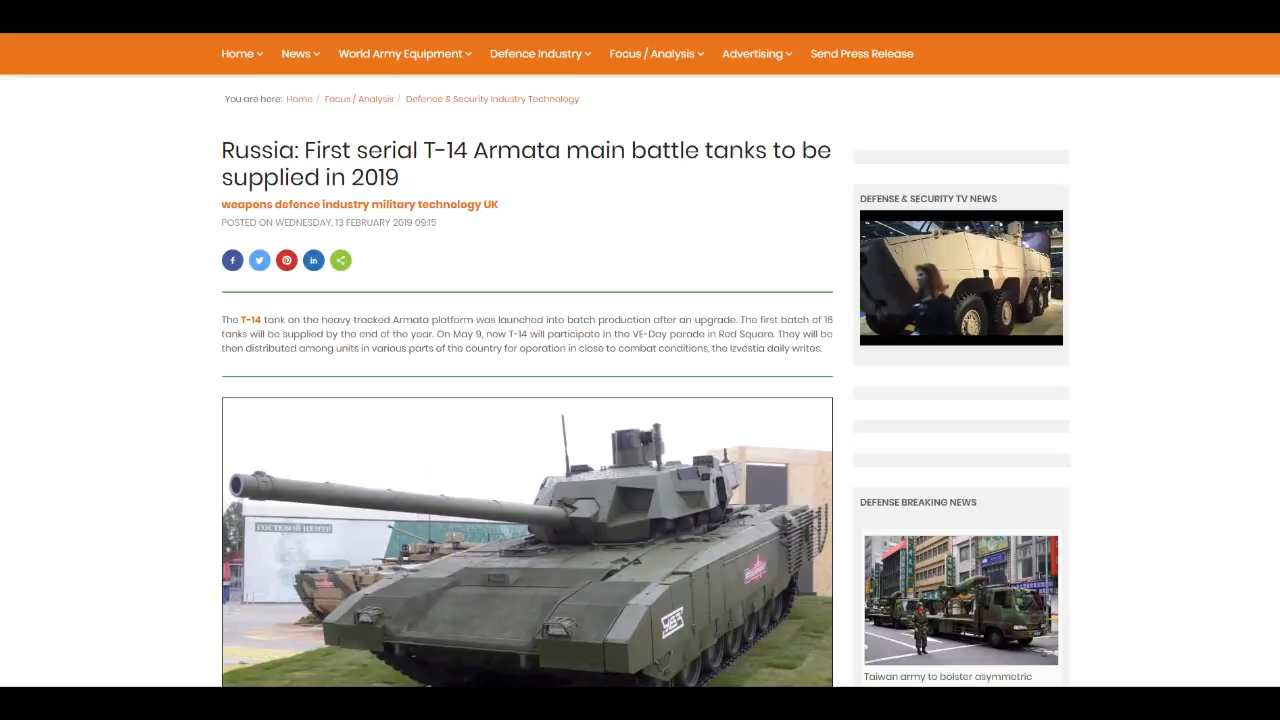 Home News World Army Equipment Defence Industry Focus / Analysis Advertising Send Press Release
You are here: Home / Focus / Analysis / Defence & Security Industry Technology
Russia: First serial T-14 Armata main battle tanks to be
supplied in 2019
weapons defence industry military technology UK
POSTED ON WEDNESDAY, 13 FEBRUARY 2019 09:15
The T-14 tank on the heavy tracked Armata platform was launched into batch production after an upgrade. The first batch of 16
tanks will be supplied by the end of the year. On May 9, new T-14 will participate in the VE-Day parade in Red Square. They will be
then distributed among units in various parts of the country for operation in close to combat conditions, the Izvestia daily writes.
ГОСТЕВОЙ ЦЕНТР
DEFENSE & SECURITY TV NEWS
DEFENSE BREAKING NEWS
Taiwan army to bolster asymmetric